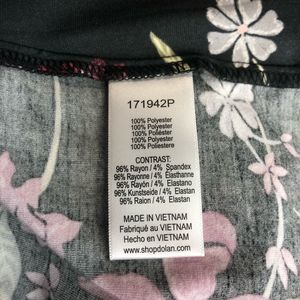 171942P
100% Polyester
100% Polyester
100% Poliéster
100% Polyester
100% Poliestere
CONTRAST:
96% Rayon / 4% Spandex
96% Rayonne / 4% Elasthanne
96% Rayón / 4% Elastano
96% Kunstseide / 4% Elastan
96% Raion / 4% Elastan
MADE IN VIETNAM
Fabriqué au VIETNAM
Hecho en VIETNAM
www.shopdolan.com